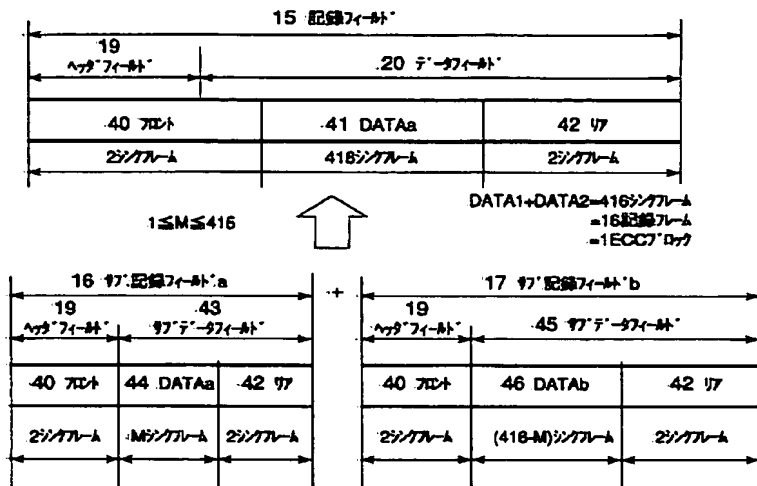 15 記録フィールド
19
ヘッダフィールド
20 データフィールド
40 フロント
41 DATAa
42 リア
2シンクフレーム
416シンクフレーム
2シンクフレーム
1≦M≦416
DATA1+DATA2=416シンクフレーム
=16記録フレーム
=1ECCブロック
16 サブ記録フィールドa
+
17 サブ記録フィールドb
19
ヘッダフィールド
43
サブデータフィールド
19
ヘッダフィールド
45 サブデータフィールド
40 フロント
44 DATAa
42 リア
40 フロント
46 DATAb
42 リア
2シンクフレーム
Mシンクフレーム
2シンクフレーム
2シンクフレーム
(416-M)シンクフレーム
2シンクフレーム